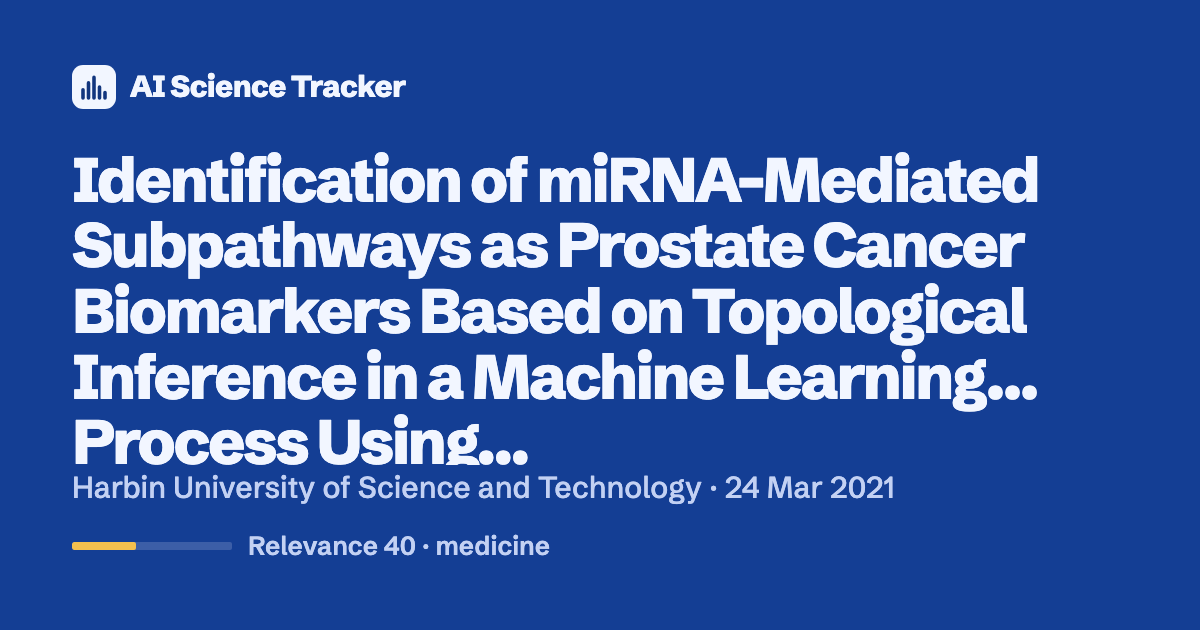 AI Science Tracker
Identification of miRNA-Mediated
Subpathways as Prostate Cancer
Biomarkers Based on Topological
Inference in a Machine Learning...
Process Using...
Harbin University of Science and Technology · 24 Mar 2021
Relevance 40 · medicine